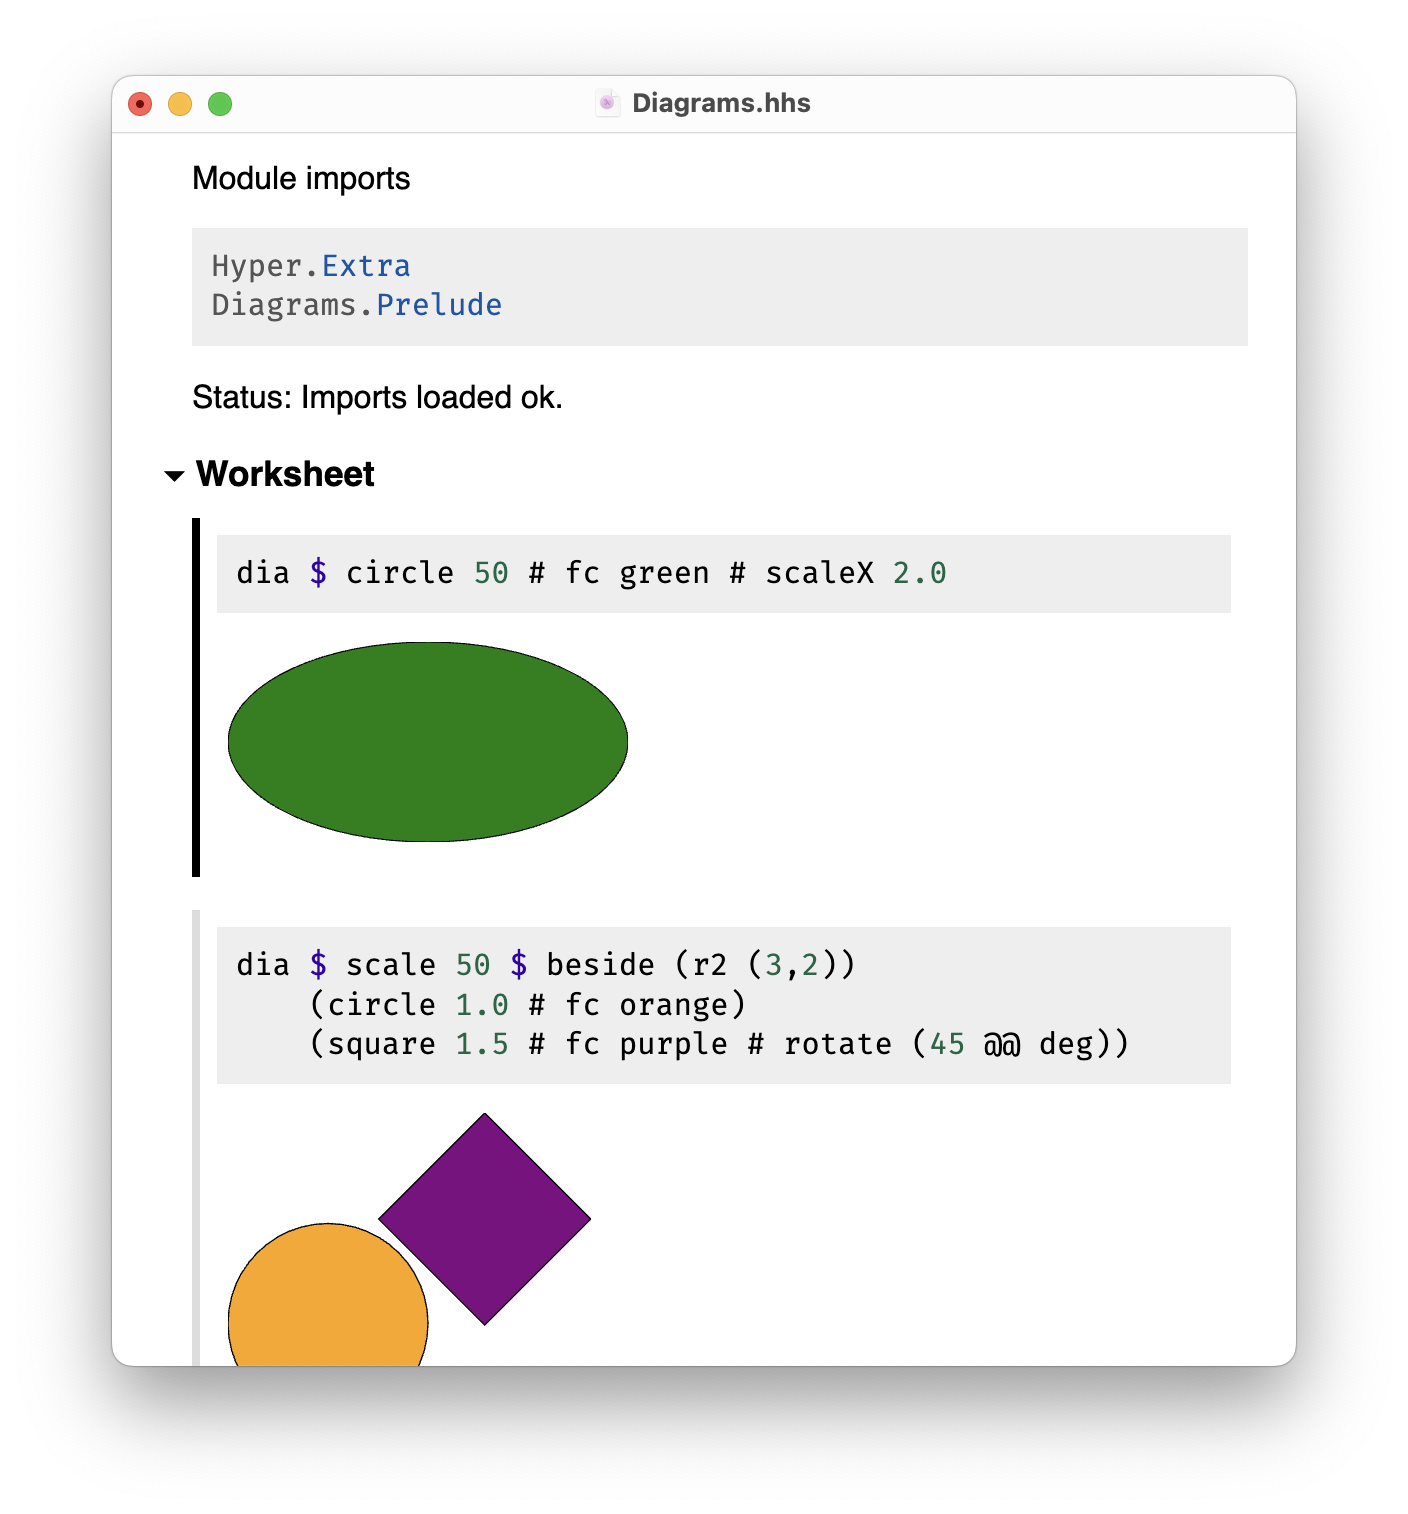 Diagrams.hhs
Module imports
Hyper.Extra
Diagrams.Prelude
Status: Imports loaded ok.
Worksheet
dia $ circle 50 # fc green # scaleX 2.0
dia $ scale 50 $ beside (r2 (3,2))
(circle 1.0 # fc orange)
(square 1.5 # fc purple # rotate (45 @@ deg))